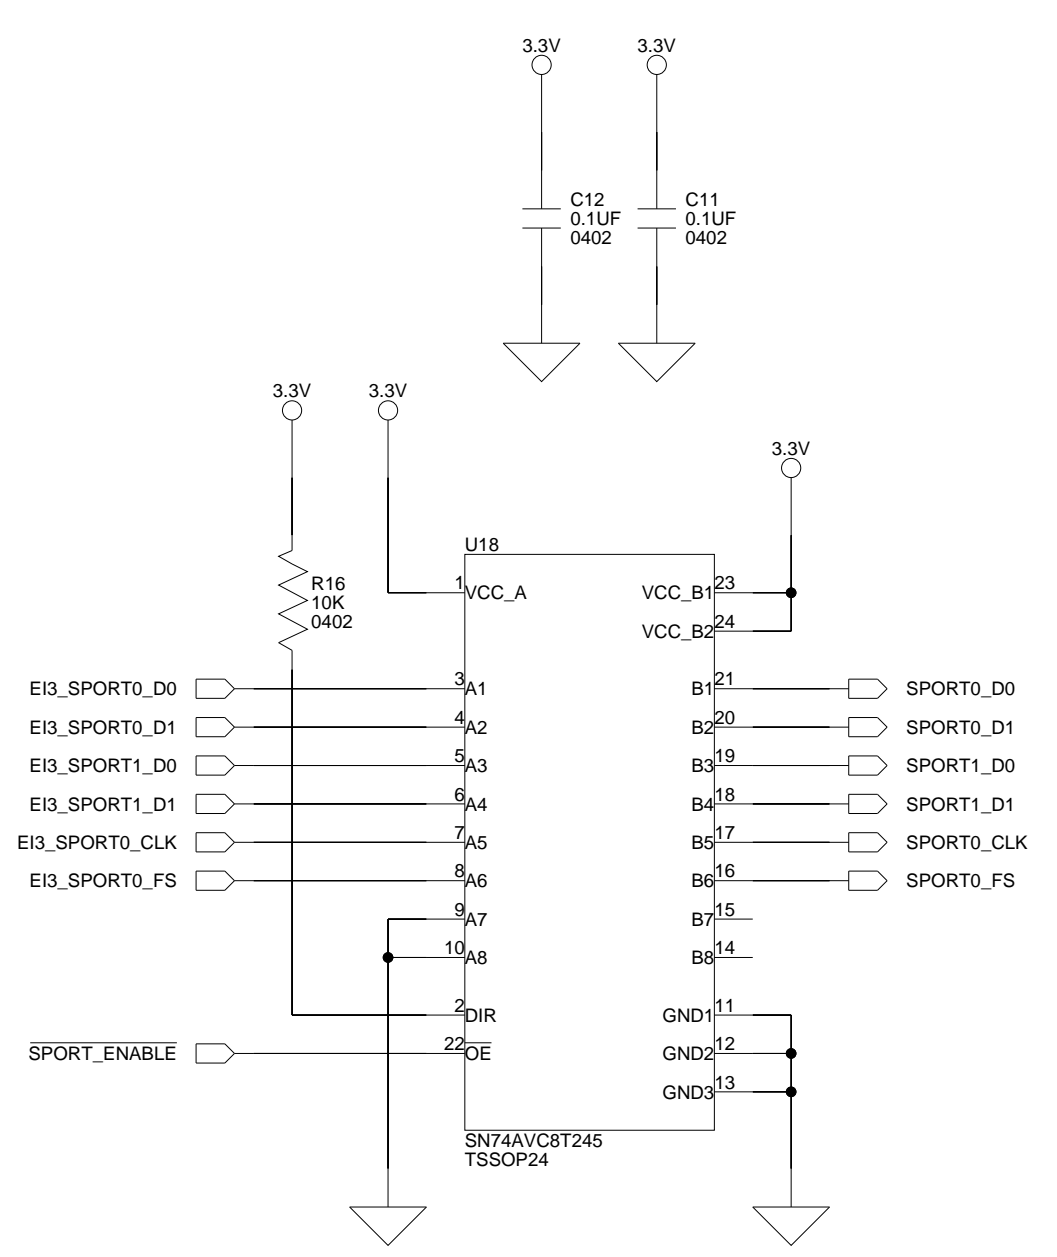 3.3V
3.3V
C12
0.1UF
0402
C11
0.1UF
0402
3.3V
3.3V
3.3V
U18
R16
10K
0402
1
VCC_A
VCC_B1
23
VCC_B2
24
EI3_SPORT0_D0
3
A1
B1
21
SPORT0_D0
EI3_SPORT0_D1
4
A2
B2
20
SPORT0_D1
EI3_SPORT1_D0
5
A3
B3
19
SPORT1_D0
EI3_SPORT1_D1
6
A4
B4
18
SPORT1_D1
EI3_SPORT0_CLK
7
A5
B5
17
SPORT0_CLK
EI3_SPORT0_FS
8
A6
B6
16
SPORT0_FS
9
A7
B7
15
10
A8
B8
14
2
DIR
GND1
11
SPORT_ENABLE
22
OE
GND2
12
GND3
13
SN74AVC8T245
TSSOP24